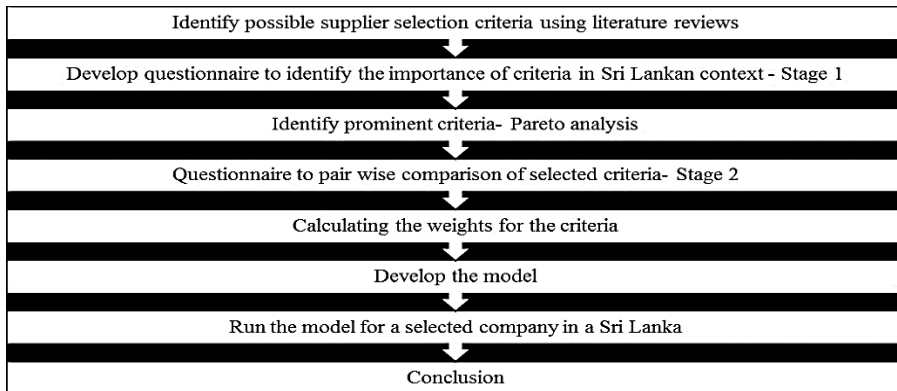 Identify possible supplier selection criteria using literature reviews
Develop questionnaire to identify the importance of criteria in Sri Lankan context - Stage 1
Identify prominent criteria- Pareto analysis
Questionnaire to pair wise comparison of selected criteria- Stage 2
Calculating the weights for the criteria
Develop the model
Run the model for a selected company in a Sri Lanka
Conclusion